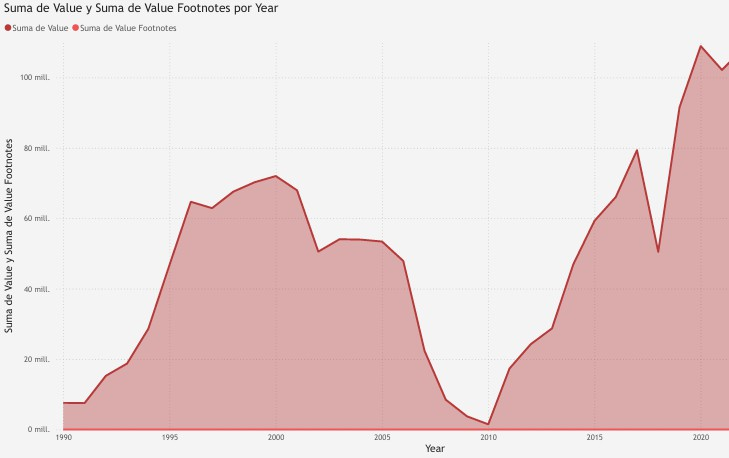 Suma de Value y Suma de Value Footnotes por Year
Suma de Value Suma de Value Footnotes
Suma de Value y Suma de Value Footnotes
100 mill.
80 mill.
60 mill.
40 mill.
20 mill.
0 mill.
1990 1995 2000 2005 2010 2015 2020
Year